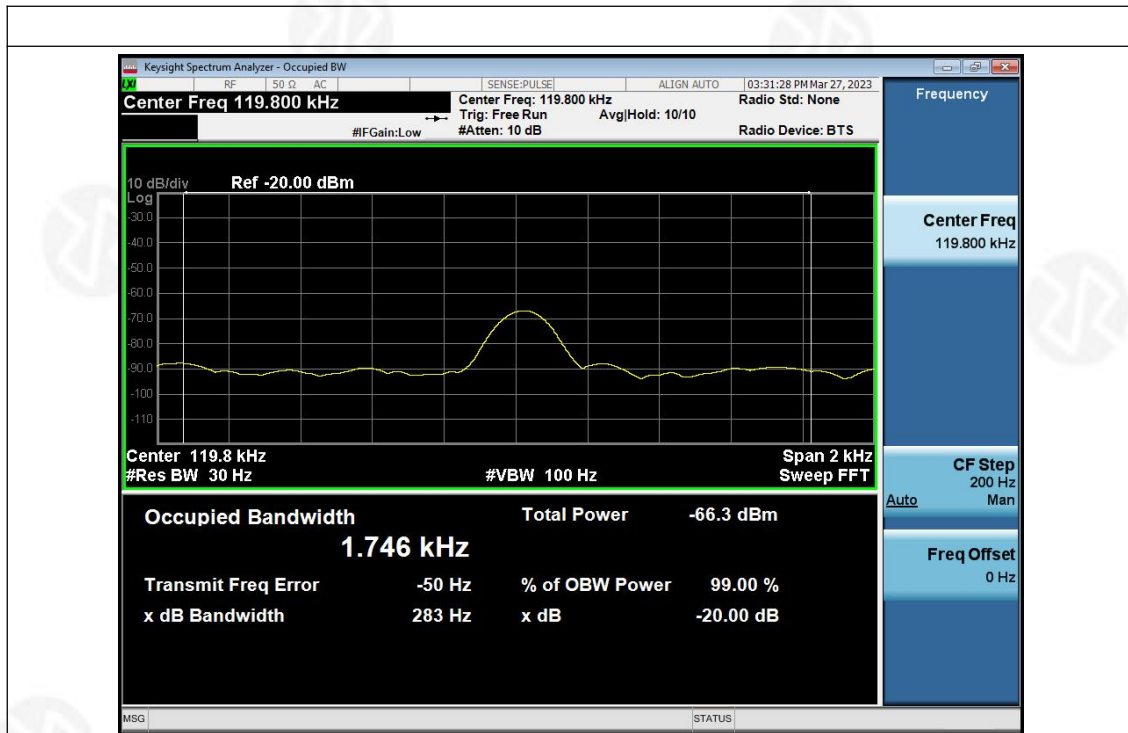 Keysight Spectrum Analyzer - Occupied BW
LXI RF 50 Ω AC SENSE:PULSE ALIGN AUTO 03:31:28 PM Mar 27, 2023
Center Freq 119.800 kHz
Center Freq: 119.800 kHz
Radio Std: None
Trig: Free Run Avg|Hold: 10/10
#IFGain:Low #Atten: 10 dB Radio Device: BTS
10 dB/div Ref -20.00 dBm
Log
-30.0
-40.0
-50.0
-60.0
-70.0
-80.0
-90.0
-100
-110
Center 119.8 kHz Span 2 kHz
#Res BW 30 Hz #VBW 100 Hz Sweep FFT
Occupied Bandwidth Total Power -66.3 dBm
1.746 kHz
Transmit Freq Error -50 Hz % of OBW Power 99.00 %
x dB Bandwidth 283 Hz x dB -20.00 dB
MSG STATUS
Frequency
Center Freq
119.800 kHz
CF Step
200 Hz
Auto Man
Freq Offset
0 Hz